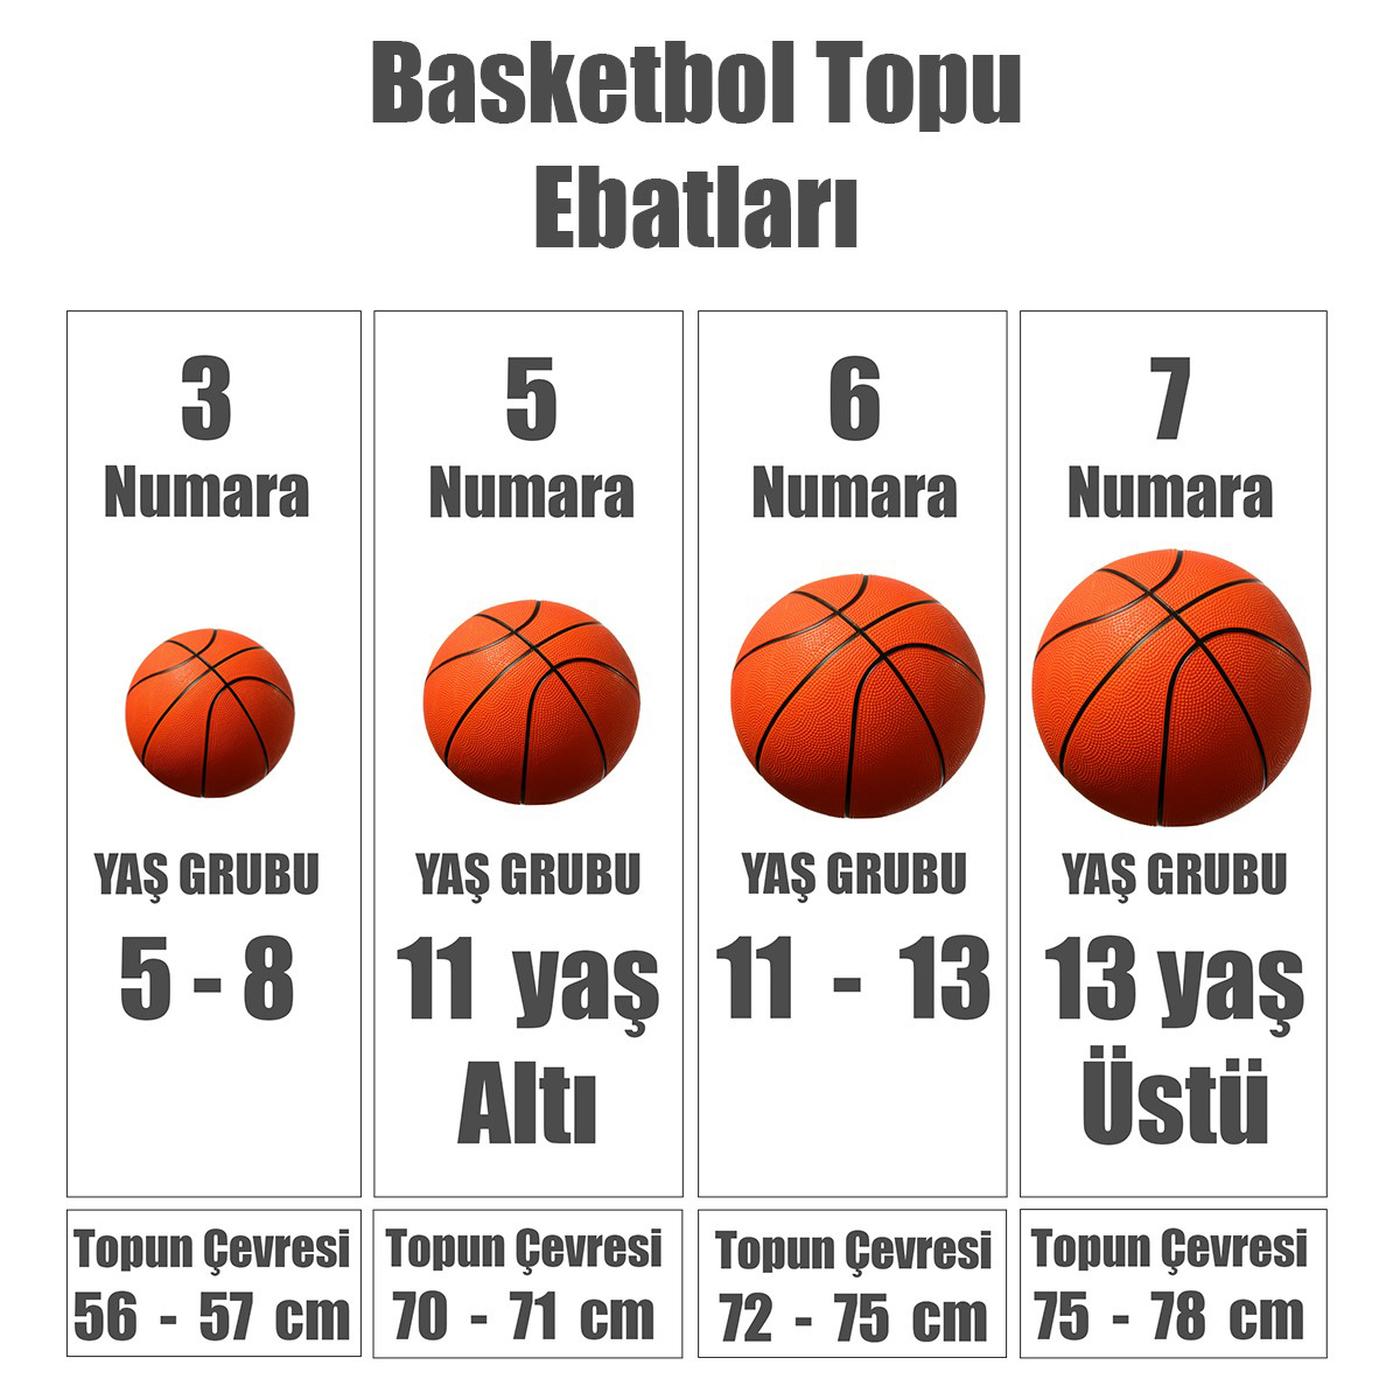 Basketbol Topu
Ebatları
3
Numara
YAŞ GRUBU
5 - 8
Topun Çevresi
56 - 57 cm
5
Numara
YAŞ GRUBU
11 yaş
Altı
Topun Çevresi
70 - 71 cm
6
Numara
YAŞ GRUBU
11 - 13
Topun Çevresi
72 - 75 cm
7
Numara
YAŞ GRUBU
13 yaş
Üstü
Topun Çevresi
75 - 78 cm